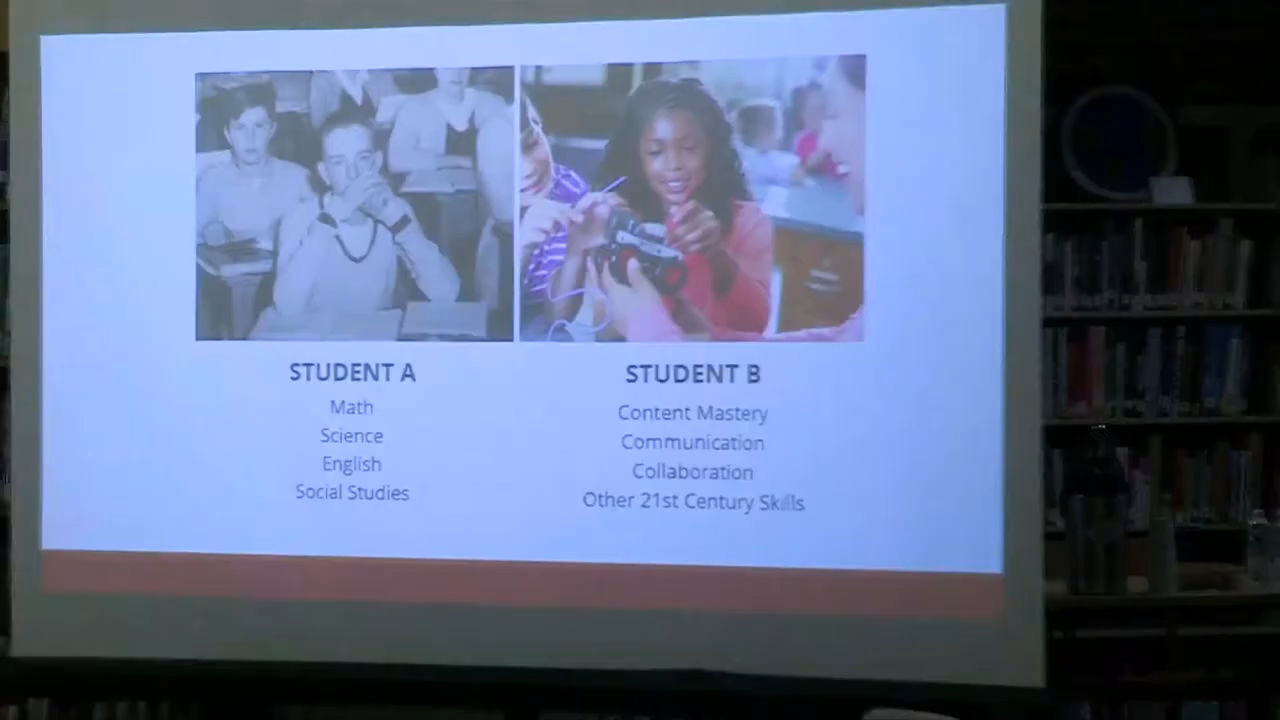 STUDENT A
Math
Science
English
Social Studies
STUDENT B
Content Mastery
Communication
Collaboration
Other 21st Century Skills